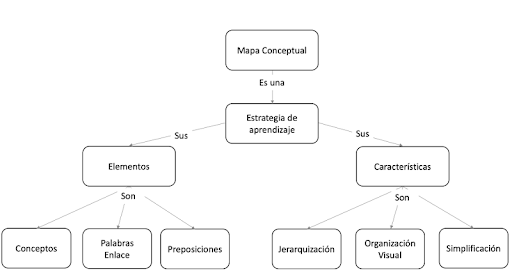 Mapa Conceptual
Es una
Estrategia de
aprendizaje
Sus
Sus
Elementos
Características
Son
Son
Conceptos
Palabras
Enlace
Preposiciones
Jerarquización
Organización
Visual
Simplificación